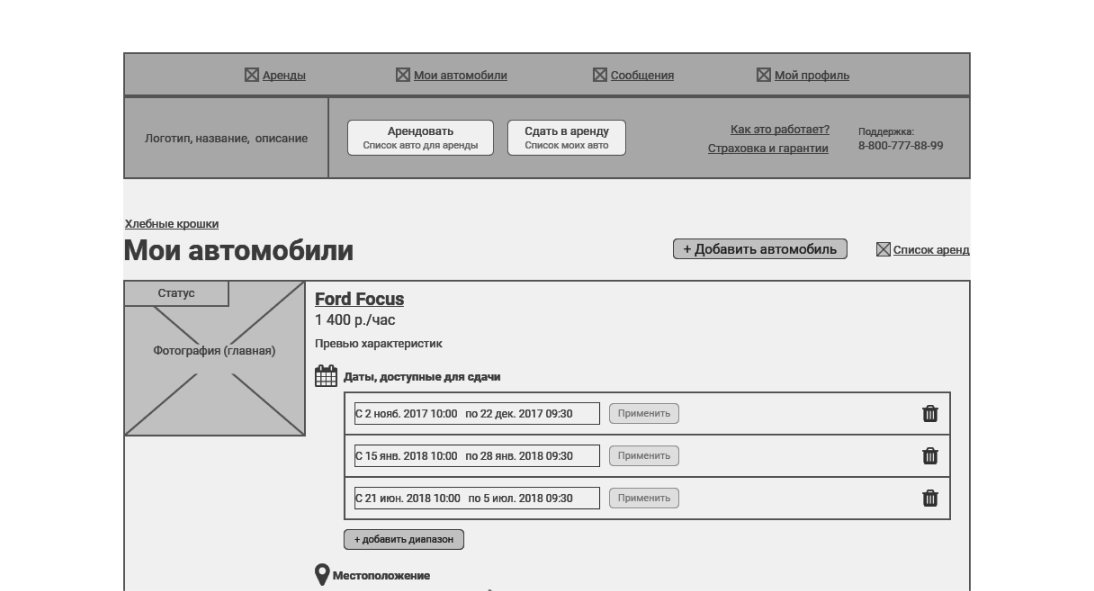 Аренды
Мои автомобили
Сообщения
Мой профиль
Логотип, название, описание
Арендовать
Список авто для аренды
Сдать в аренду
Список моих авто
Как это работает?
Страховка и гарантии
Поддержка:
8-800-777-88-99
Хлебные крошки
Мои автомобили
+ Добавить автомобиль
Список аренд
Статус
Фотография (главная)
Ford Focus
1 400 р./час
Превью характеристик
Даты, доступные для сдачи
С 2 нояб. 2017 10:00 по 22 дек. 2017 09:30
Применить
С 15 янв. 2018 10:00 по 28 янв. 2018 09:30
Применить
С 21 июн. 2018 10:00 по 5 июл. 2018 09:30
Применить
+ добавить диапазон
Местоположение